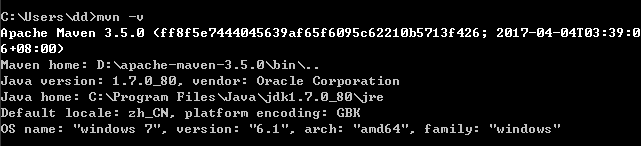 C:\Users\dd>mvn -v
Apache Maven 3.5.0 (ff8f5e7444045639af65f6095c62210b5713f426; 2017-04-04T03:39:0
6+08:00)
Maven home: D:\apache-maven-3.5.0\bin\..
Java version: 1.7.0_80, vendor: Oracle Corporation
Java home: C:\Program Files\Java\jdk1.7.0_80\jre
Default locale: zh_CN, platform encoding: GBK
OS name: "windows 7", version: "6.1", arch: "amd64", family: "windows"